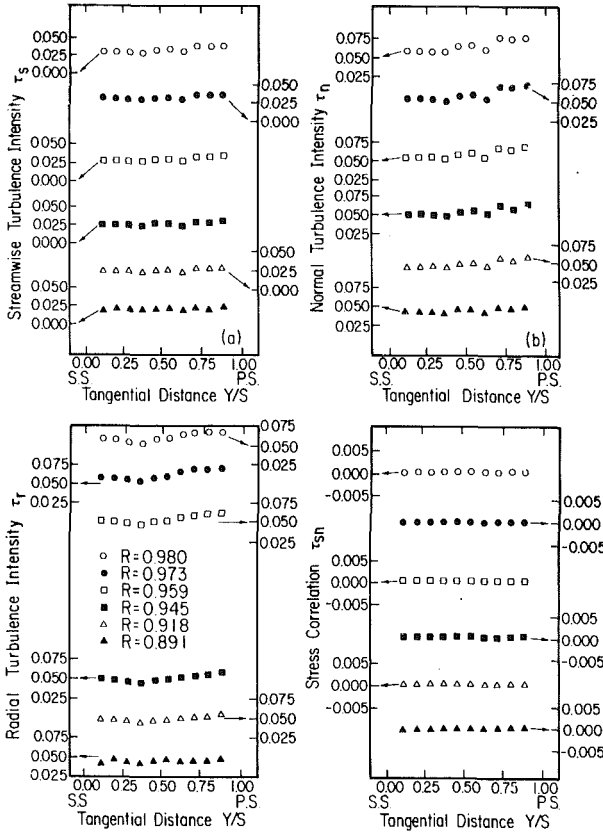 Streamwise Turbulence Intensity τs
0.050
0.025
0.000
0.050
0.025
0.000
0.050
0.025
0.000
0.050
0.025
0.000
0.050
0.025
0.000
0.050
0.025
0.000
(a)
0.00 0.25 0.50 0.75 1.00
S.S. P.S.
Tangential Distance Y/S
Normal Turbulence Intensity τn
0.075
0.050
0.025
0.075
0.050
0.025
0.075
0.050
0.025
0.075
0.050
0.025
0.075
0.050
0.025
0.050
0.025
(b)
0.00 0.25 0.50 0.75 1.00
S.S. P.S.
Tangential Distance Y/S
Radial Turbulence Intensity τr
0.075
0.050
0.025
0.075
0.050
0.025
0.075
0.050
0.025
R=0.980
R=0.973
R=0.959
R=0.945
R=0.918
R=0.891
0.075
0.050
0.025
0.075
0.050
0.025
0.075
0.050
0.025
0.00 0.25 0.50 0.75 1.00
S.S. P.S.
Tangential Distance Y/S
Stress Correlation τsn
0.005
0.000
-0.005
0.005
0.000
-0.005
0.005
0.000
-0.005
0.005
0.000
-0.005
0.005
0.000
-0.005
0.005
0.000
-0.005
0.00 0.25 0.50 0.75 1.00
S.S. P.S.
Tangential Distance Y/S